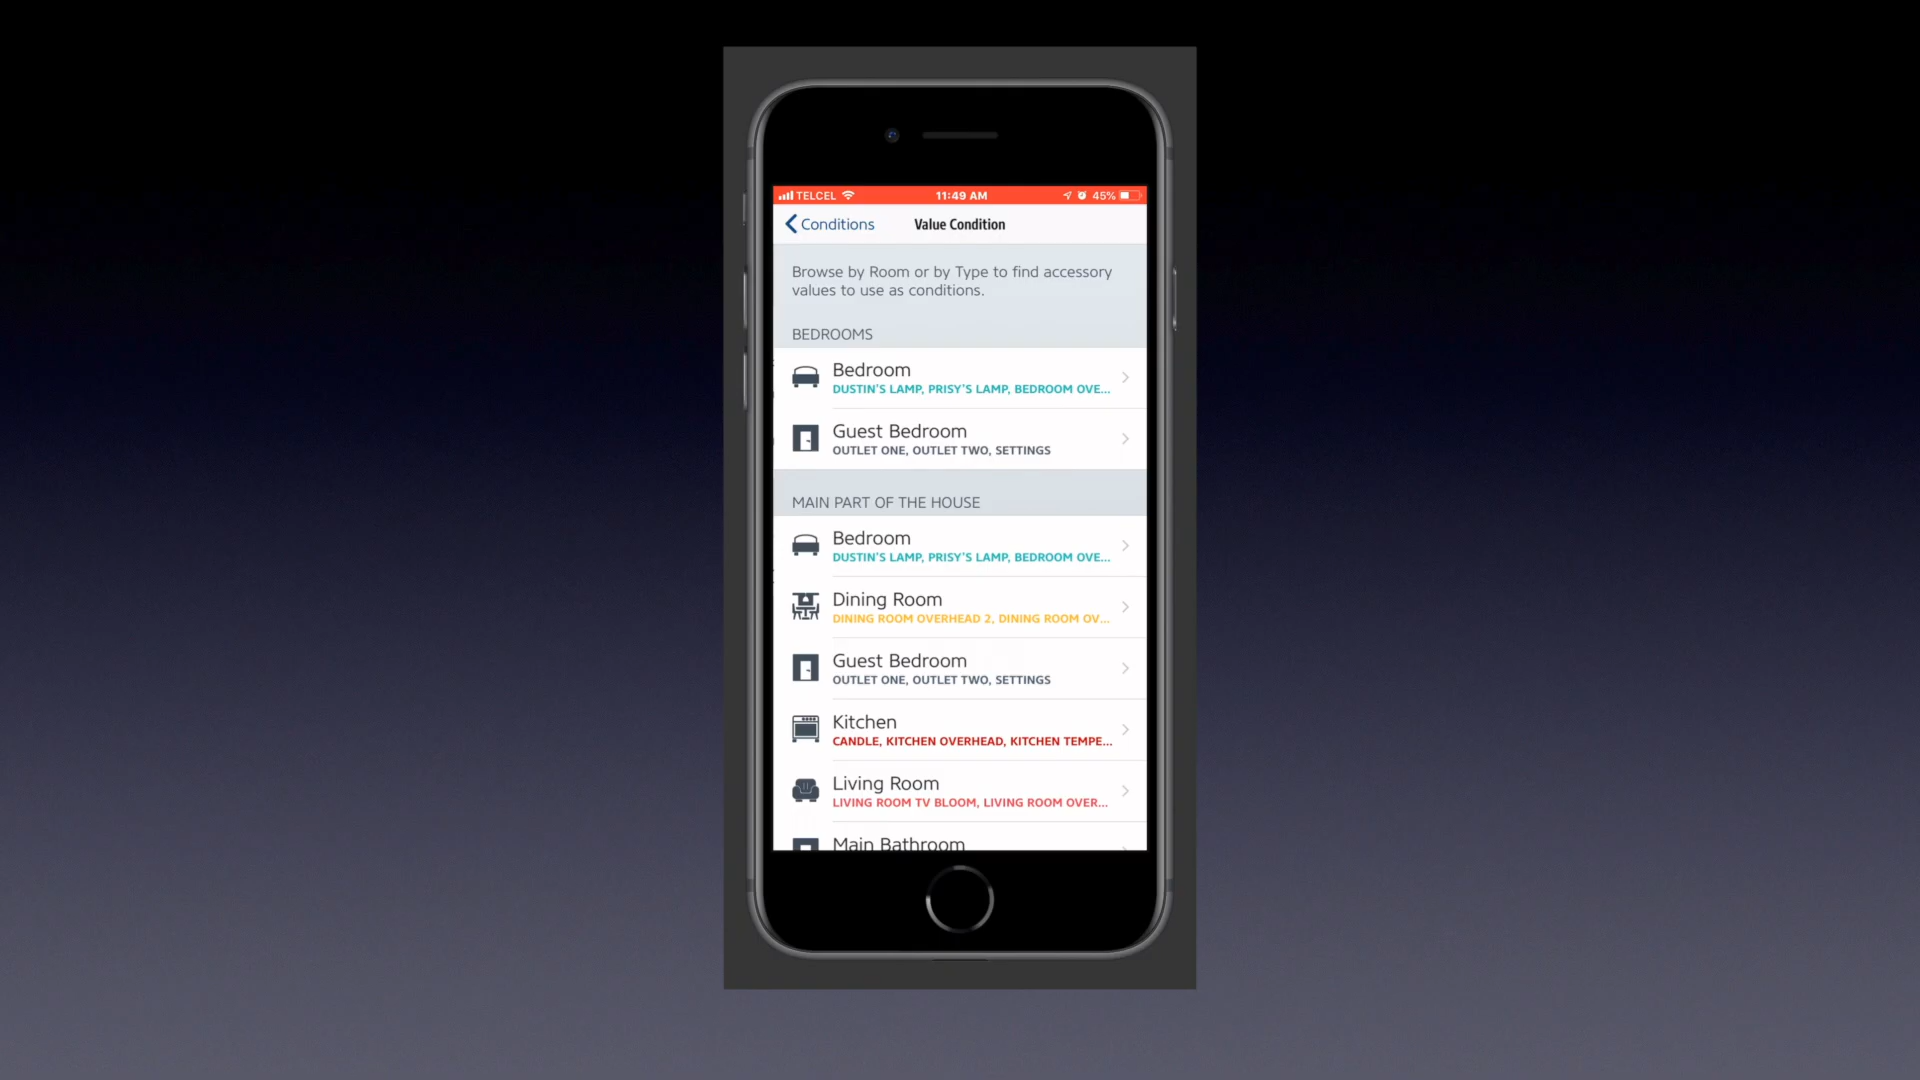 TELCEL 11:49 AM 45%
Conditions Value Condition
Browse by Room or by Type to find accessory
values to use as conditions.
BEDROOMS
Bedroom
DUSTIN'S LAMP, PRISY'S LAMP, BEDROOM OVE...
Guest Bedroom
OUTLET ONE, OUTLET TWO, SETTINGS
MAIN PART OF THE HOUSE
Bedroom
DUSTIN'S LAMP, PRISY'S LAMP, BEDROOM OVE...
Dining Room
DINING ROOM OVERHEAD 2, DINING ROOM OV...
Guest Bedroom
OUTLET ONE, OUTLET TWO, SETTINGS
Kitchen
CANDLE, KITCHEN OVERHEAD, KITCHEN TEMPE...
Living Room
LIVING ROOM TV BLOOM, LIVING ROOM OVER...
Main Bathroom